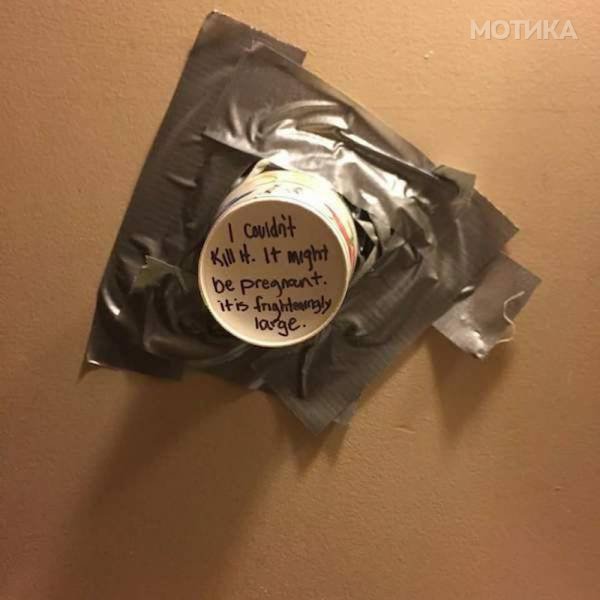 МОТИКА
I couldn't
Kill it. It might
be pregnant.
it is frighteningly
large.